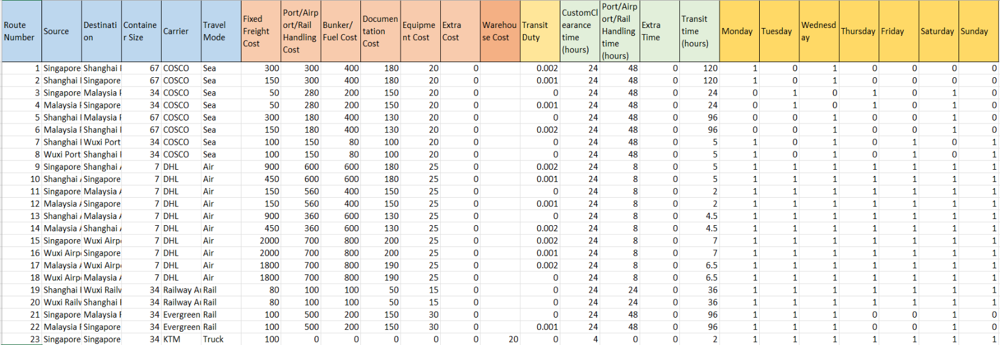 Route Number Source Destinati on Containe r Size Carrier Travel Mode Fixed Freight Cost Port/Airp ort/Rail Handling Cost Bunker/ Fuel Cost Documen tation Cost Equipme nt Cost Extra Cost Warehou se Cost Transit Duty CustomCl earance time (hours) Port/Airp ort/Rail Handling time (hours) Extra Time Transit time (hours) Monday Tuesday Wednesd ay Thursday Friday Saturday Sunday
1 Singapore Shanghai 67 COSCO Sea 300 300 400 180 20 0 0.002 24 48 0 120 1 0 1 0 0 0 0
2 Shanghai Singapore 67 COSCO Sea 150 300 400 180 20 0 0.001 24 48 0 120 1 0 1 0 0 0 0
3 Singapore Malaysia 34 COSCO Sea 50 280 200 150 20 0 0 24 48 0 24 0 1 0 1 0 1 0
4 Malaysia Singapore 34 COSCO Sea 50 280 200 150 20 0 0.001 24 48 0 24 0 1 0 1 0 1 0
5 Shanghai Malaysia 67 COSCO Sea 300 180 400 130 20 0 0 24 48 0 96 0 0 1 0 0 1 0
6 Malaysia Shanghai 67 COSCO Sea 150 180 400 130 20 0 0.002 24 48 0 96 0 0 1 0 0 1 0
7 Shanghai Wuxi Port 34 COSCO Sea 100 150 80 100 20 0 0 24 48 0 5 1 0 1 0 1 0 1
8 Wuxi Port Shanghai 34 COSCO Sea 100 150 80 100 20 0 0 24 48 0 5 1 0 1 0 1 0 1
9 Singapore Shanghai 7 DHL Air 900 600 600 180 25 0 0.002 24 8 0 5 1 1 1 1 1 1 1
10 Shanghai Singapore 7 DHL Air 450 600 600 180 25 0 0.001 24 8 0 5 1 1 1 1 1 1 1
11 Singapore Malaysia 7 DHL Air 150 560 400 150 25 0 0 24 8 0 2 1 1 1 1 1 1 1
12 Malaysia Singapore 7 DHL Air 150 560 400 150 25 0 0.001 24 8 0 2 1 1 1 1 1 1 1
13 Shanghai Malaysia 7 DHL Air 900 360 600 130 25 0 0 24 8 0 4.5 1 1 1 1 1 1 1
14 Malaysia Shanghai 7 DHL Air 450 360 600 130 25 0 0.002 24 8 0 4.5 1 1 1 1 1 1 1
15 Singapore Wuxi Airp 7 DHL Air 2000 700 800 200 25 0 0.002 24 8 0 7 1 1 1 1 1 1 1
16 Wuxi Airp Singapore 7 DHL Air 2000 700 800 200 25 0 0.001 24 8 0 7 1 1 1 1 1 1 1
17 Malaysia Wuxi Airp 7 DHL Air 1800 700 800 190 25 0 0.002 24 8 0 6.5 1 1 1 1 1 1 1
18 Wuxi Airp Malaysia 7 DHL Air 1800 700 800 190 25 0 0 24 8 0 6.5 1 1 1 1 1 1 1
19 Shanghai Wuxi Railw 34 Railway Au Rail 80 100 100 50 15 0 0 24 24 0 36 1 1 1 1 1 1 1
20 Wuxi Railw Shanghai 34 Railway Au Rail 80 100 100 50 15 0 0 24 24 0 36 1 1 1 1 1 1 1
21 Singapore Malaysia 34 Evergreen Rail 100 500 200 150 30 0 0 24 48 0 96 1 1 1 0 0 1 0
22 Malaysia Singapore 34 Evergreen Rail 100 500 200 150 30 0 0.001 24 48 0 96 1 1 1 0 0 1 0
23 Singapore Singapore 34 KTM Truck 100 0 0 0 0 0 20 0 4 0 0 2 1 1 1 1 1 1 1